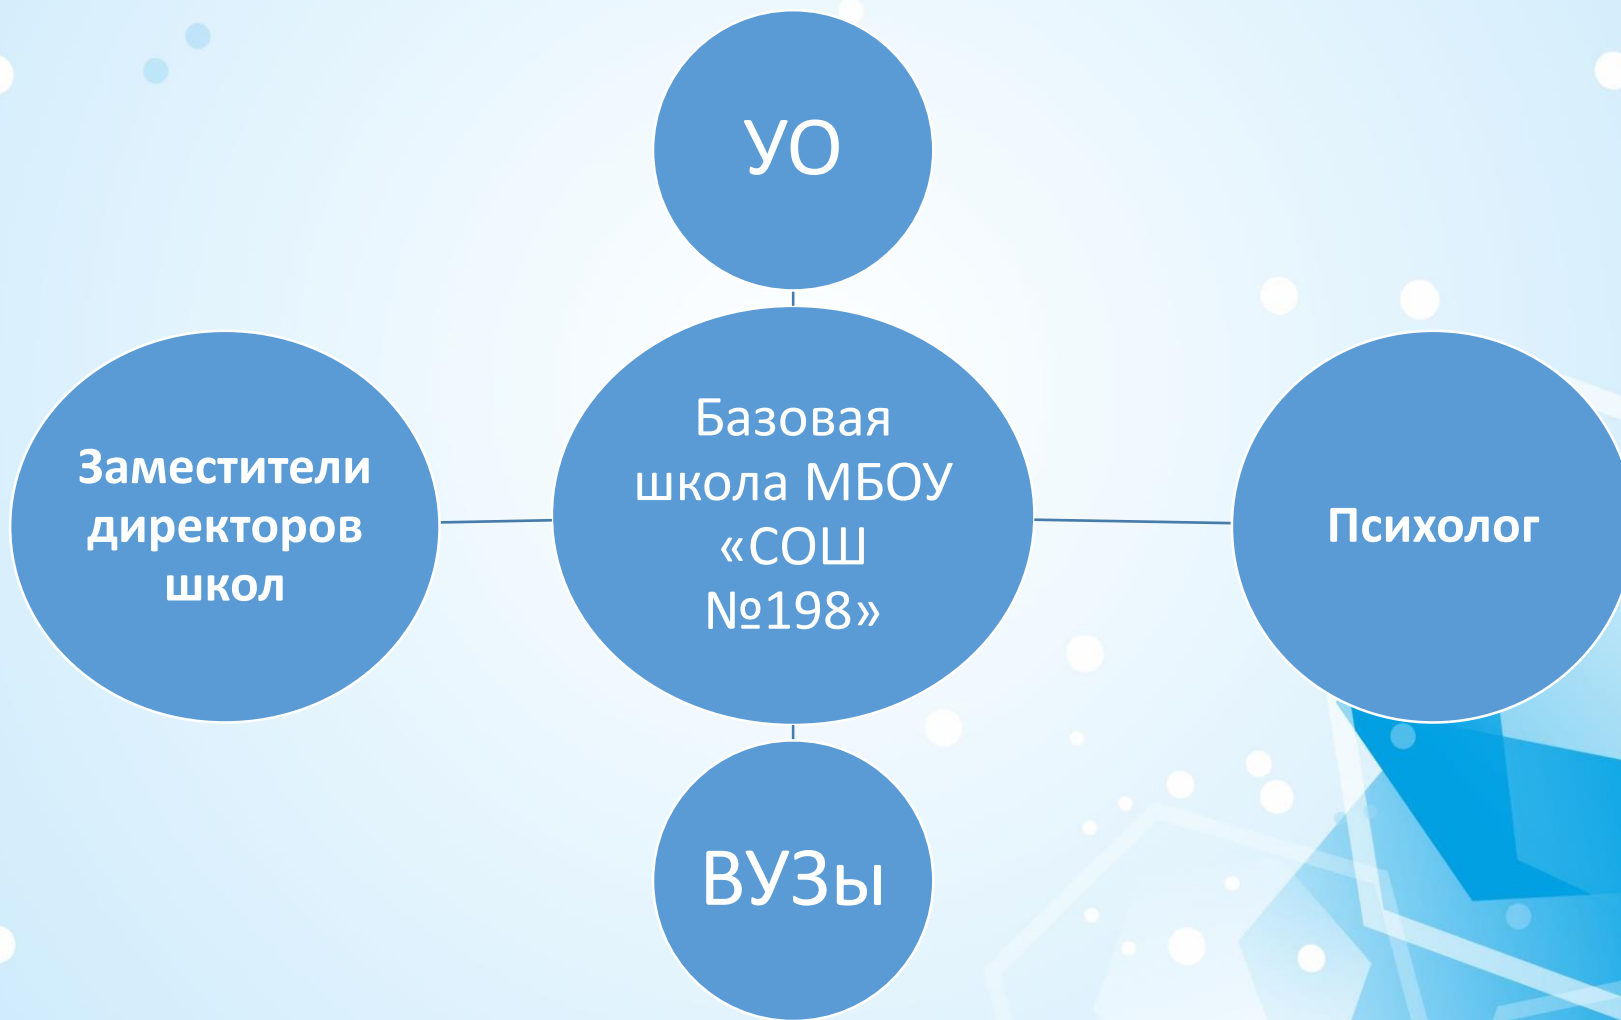 УО
Заместители
директоров
школ
Базовая
школа МБОУ
«СОШ
№198»
Психолог
ВУЗы